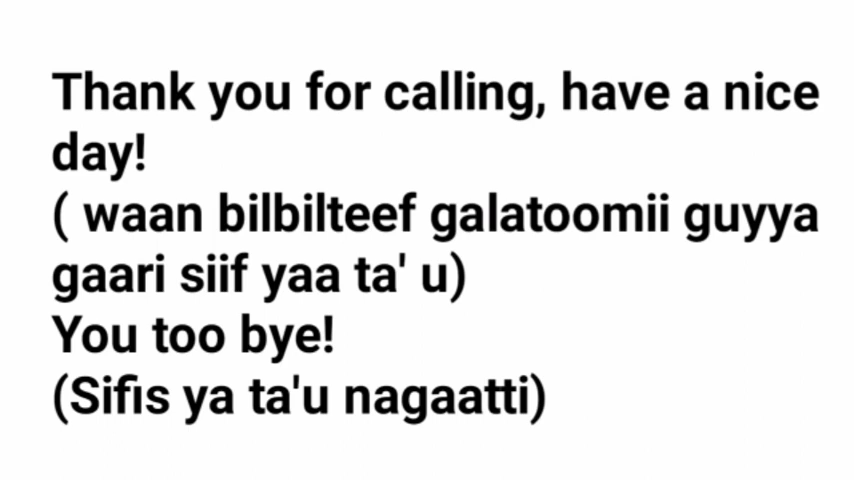 Thank you for calling, have a nice
day!
( waan bilbilteef galatoomii guyya
gaari siif yaa ta' u)
You too bye!
(Sifis ya ta'u nagaatti)